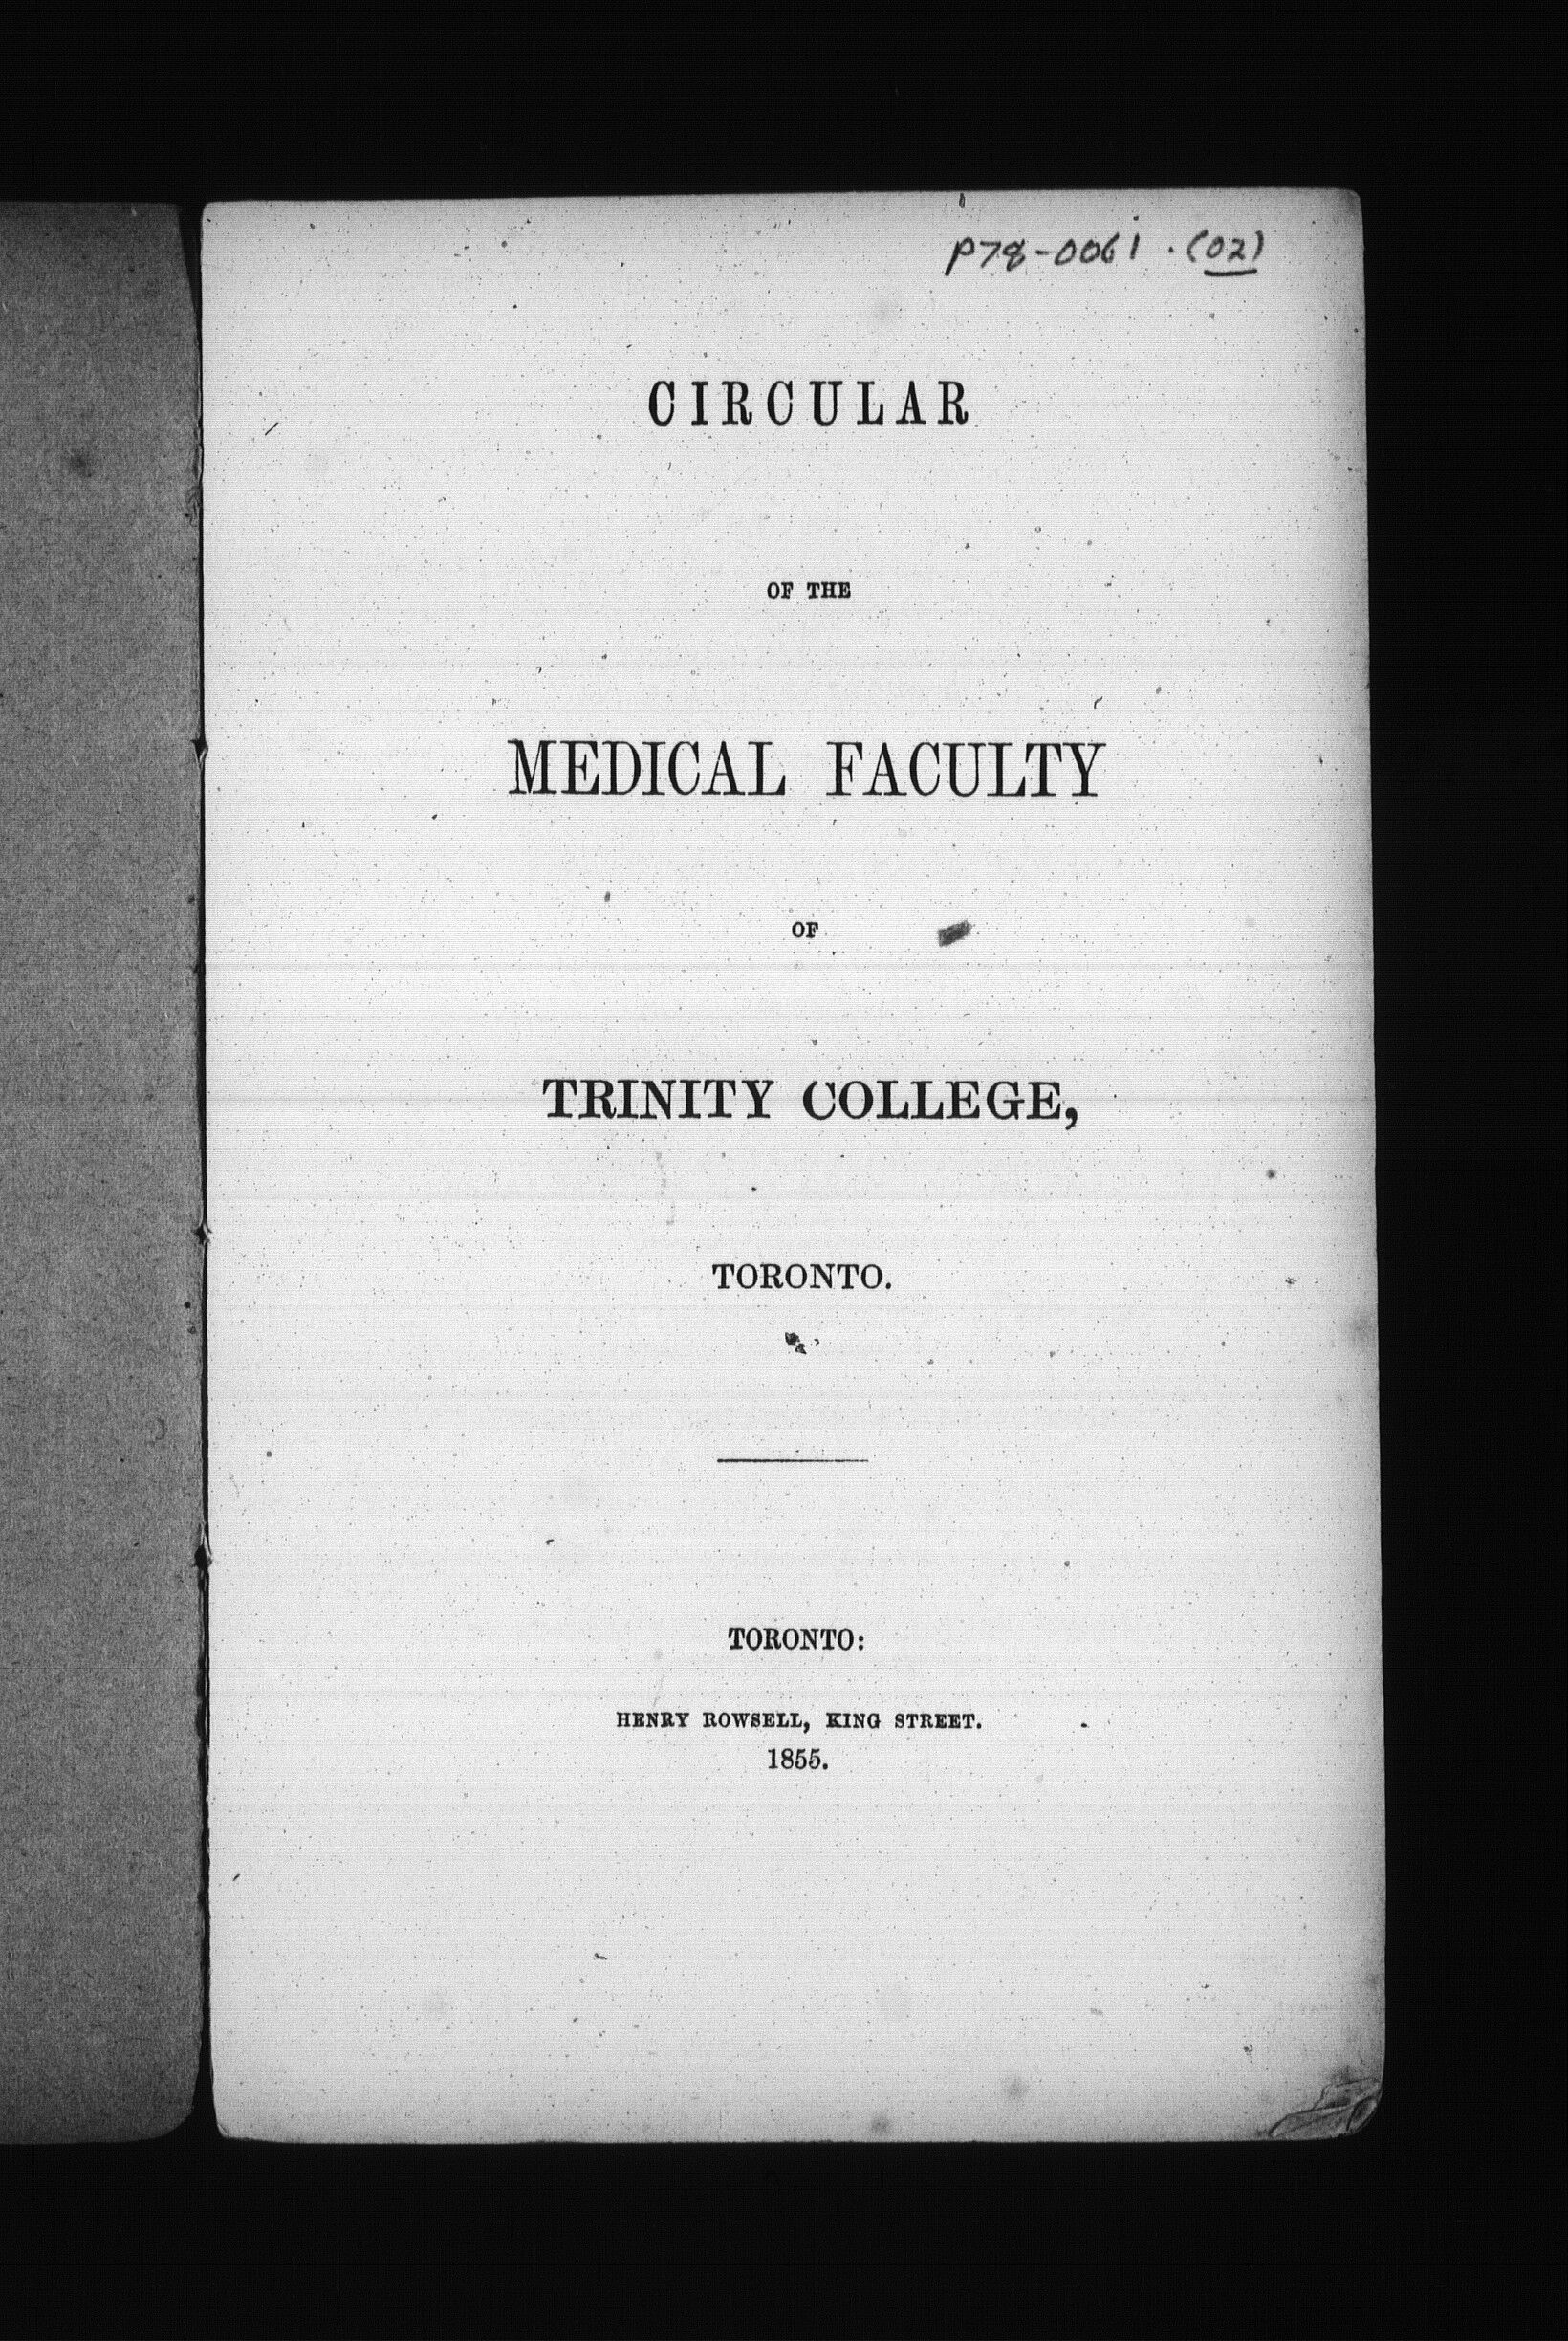 P78-0061 . (02)
CIRCULAR
OF THE
MEDICAL FACULTY
OF
TRINITY COLLEGE,
TORONTO.
TORONTO:
HENRY ROWSELL, KING STREET.
1855.